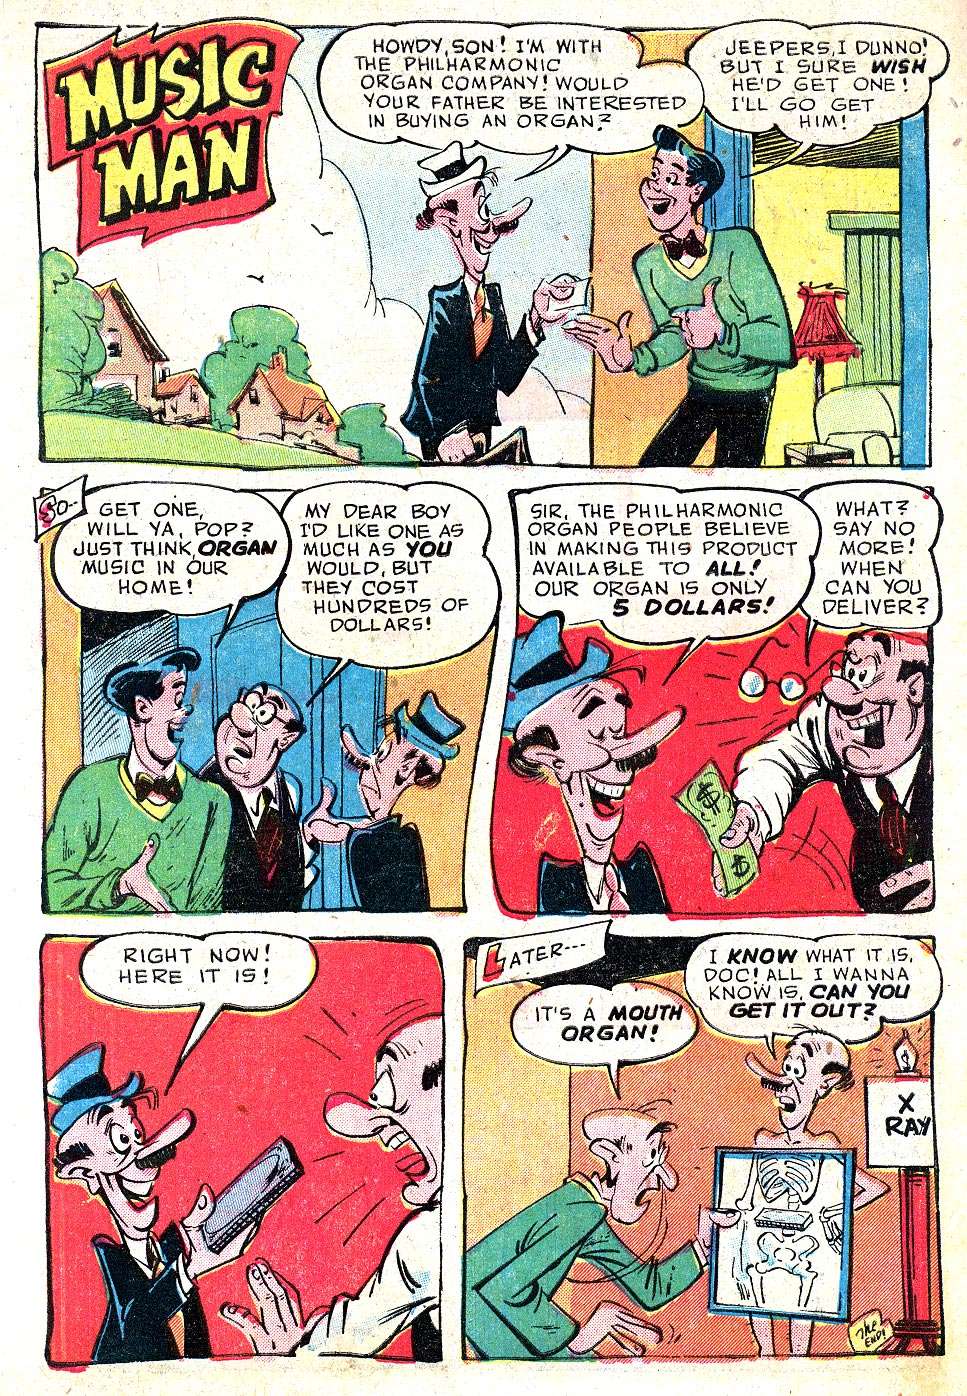 MUSIC
MAN
HOWDY, SON! I'M WITH
THE PHILHARMONIC
ORGAN COMPANY! WOULD
YOUR FATHER BE INTERESTED
IN BUYING AN ORGAN?
JEEPERS, I DUNNO!
BUT I SURE WISH
HE'D GET ONE!
I'LL GO GET
HIM!
SO--
GET ONE,
WILL YA, POP?
JUST THINK, ORGAN
MUSIC IN OUR
HOME!
MY DEAR BOY
I'D LIKE ONE AS
MUCH AS YOU
WOULD, BUT
THEY COST
HUNDREDS OF
DOLLARS!
SIR, THE PHILHARMONIC
ORGAN PEOPLE BELIEVE
IN MAKING THIS PRODUCT
AVAILABLE TO ALL!
OUR ORGAN IS ONLY
5 DOLLARS!
WHAT?
SAY NO
MORE!
WHEN
CAN YOU
DELIVER?
$
$
RIGHT NOW!
HERE IT IS!
LATER---
IT'S A MOUTH
ORGAN!
I KNOW WHAT IT IS,
DOC! ALL I WANNA
KNOW IS, CAN YOU
GET IT OUT?
X
RAY
THE
END!